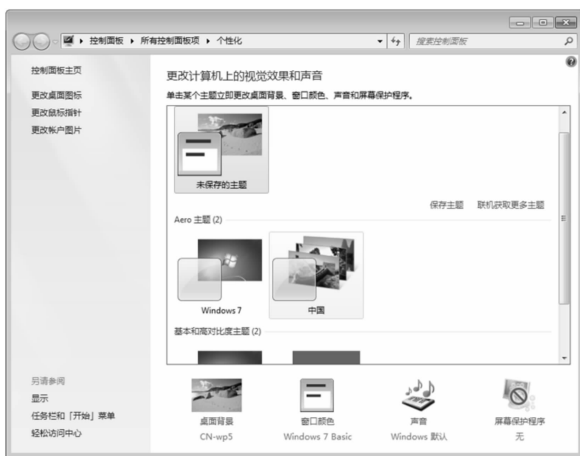 控制面板 ▸ 所有控制面板项 ▸ 个性化
搜索控制面板
控制面板主页
更改桌面图标
更改鼠标指针
更改帐户图片
更改计算机上的视觉效果和声音
单击某个主题立即更改桌面背景、窗口颜色、声音和屏幕保护程序。
未保存的主题
保存主题 联机获取更多主题
Aero 主题 (2)
Windows 7 中国
基本和高对比度主题 (2)
另请参阅
显示
任务栏和「开始」菜单
轻松访问中心
桌面背景 窗口颜色 声音 屏幕保护程序
CN-wp5 Windows 7 Basic Windows 默认 无